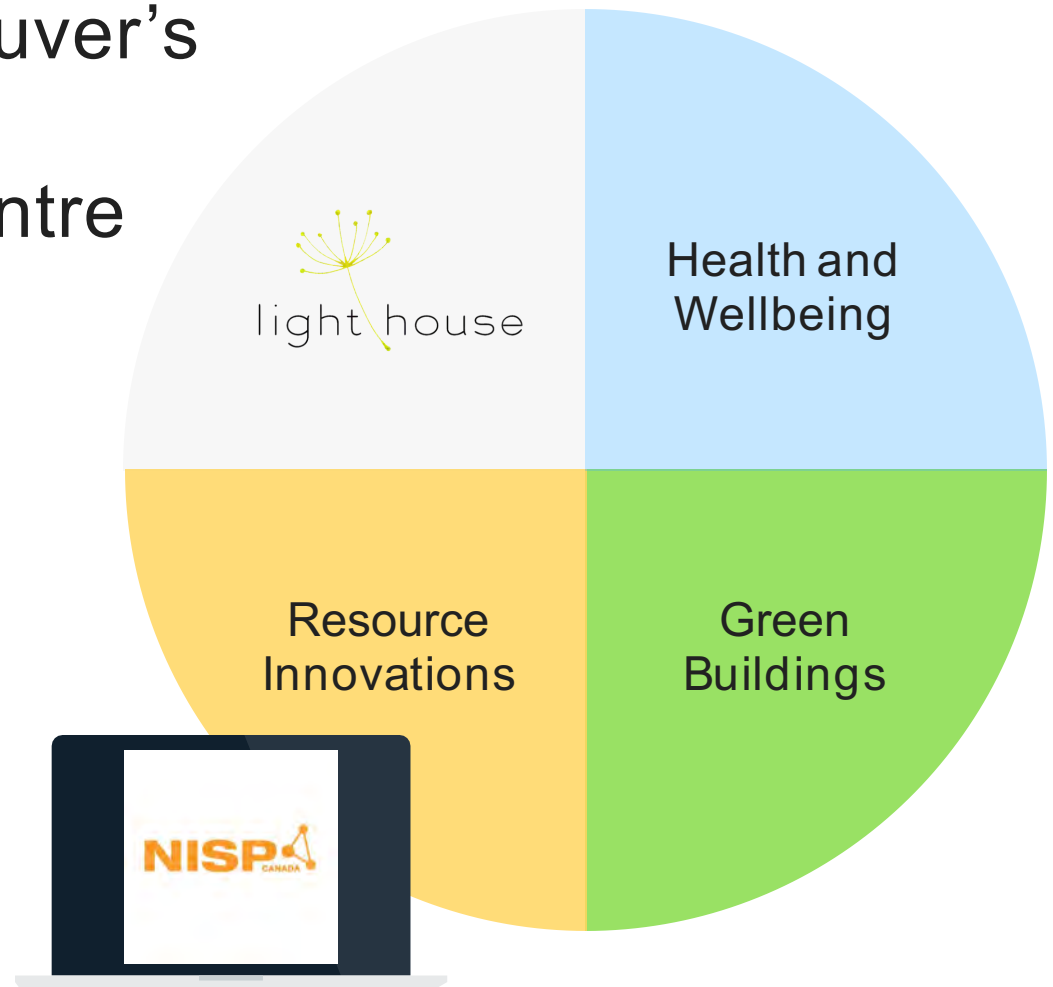 uver’s
ntre
light house
Health and
Wellbeing
Resource
Innovations
Green
Buildings
NISP
CANADA